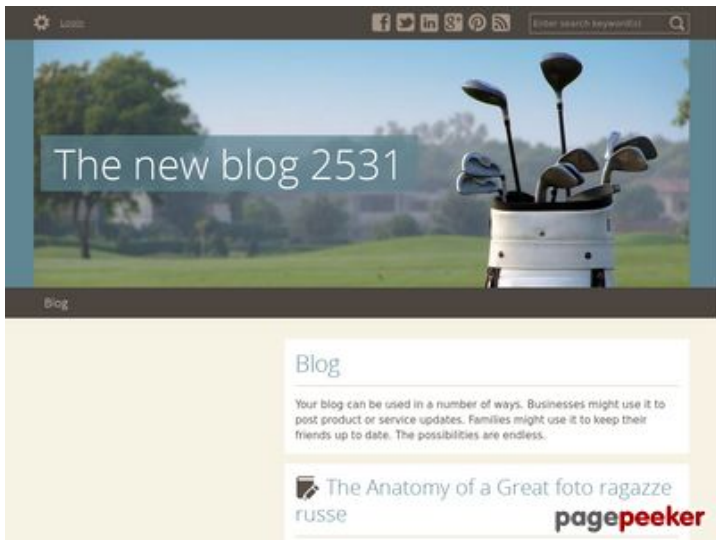 Login
Enter search keyword(s)
The new blog 2531
Blog
Blog
Your blog can be used in a number of ways. Businesses might use it to
post product or service updates. Families might use it to keep their
friends up to date. The possibilities are endless.
The Anatomy of a Great foto ragazze
russe
pagepeeker